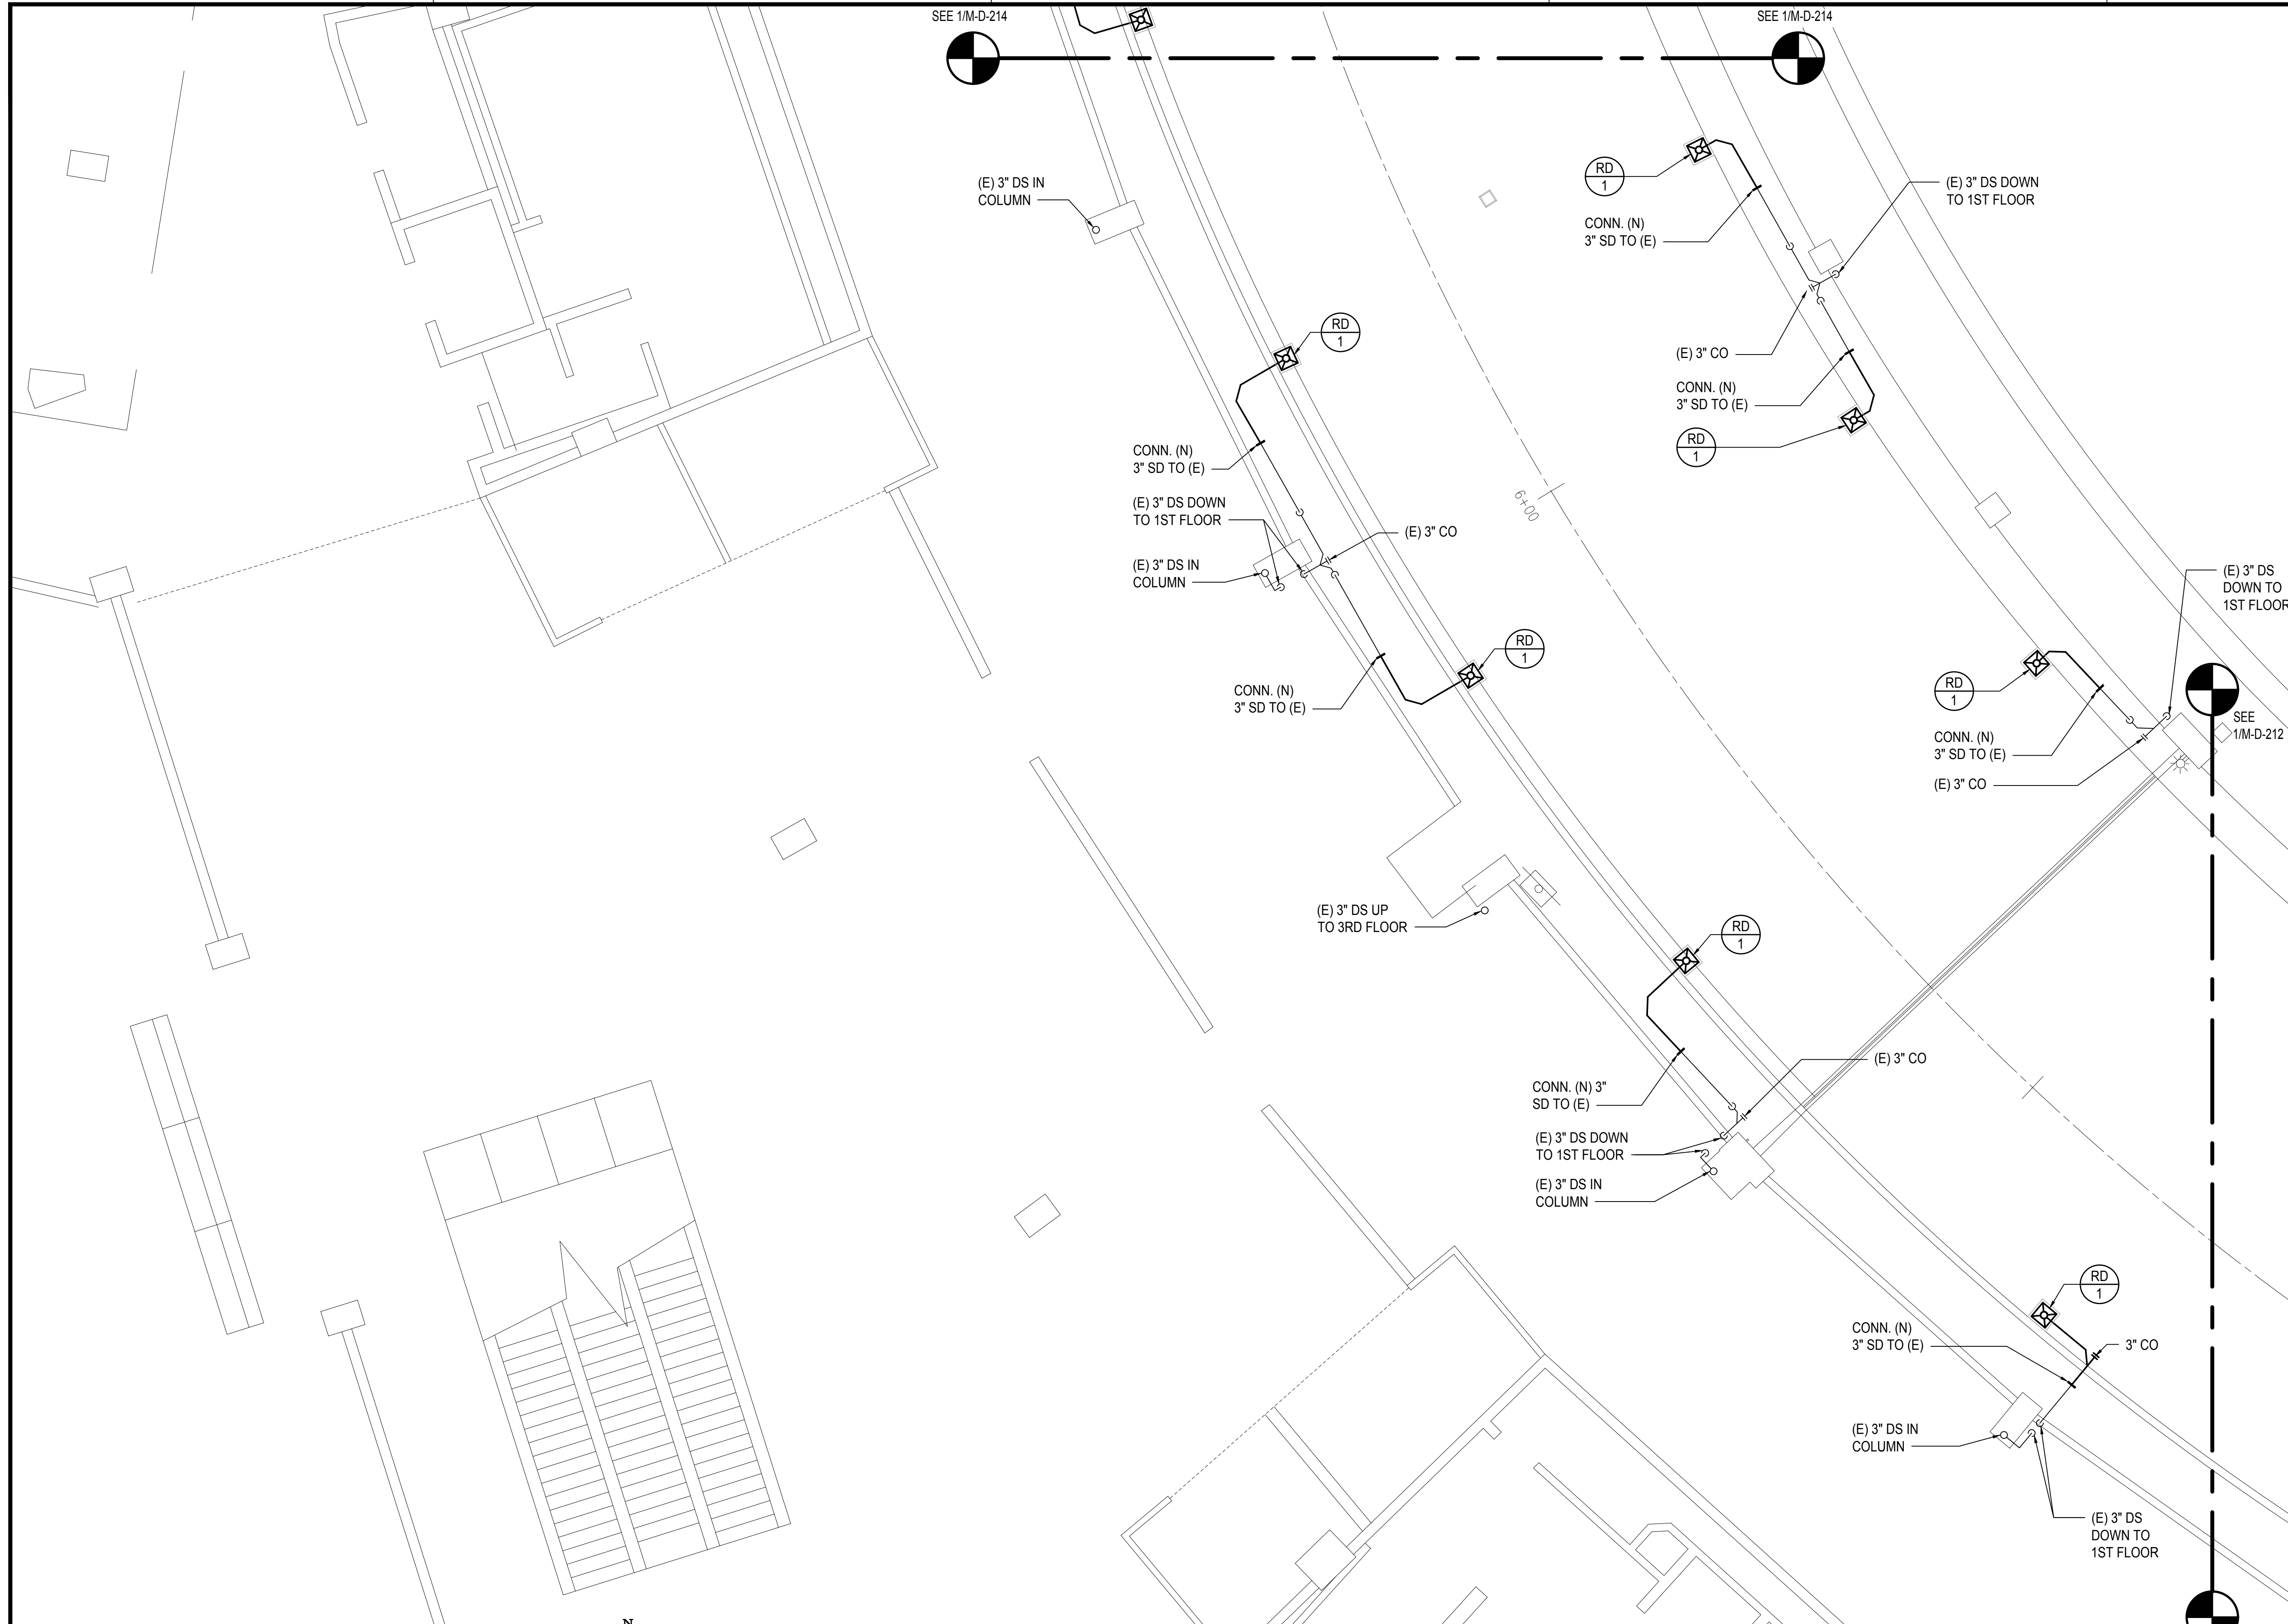 SEE 1/M-D-214
SEE 1/M-D-214
(E) 3" DS IN
COLUMN
RD
1
(E) 3" DS DOWN
TO 1ST FLOOR
CONN. (N)
3" SD TO (E)
RD
1
(E) 3" CO
CONN. (N)
3" SD TO (E)
RD
1
CONN. (N)
3" SD TO (E)
(E) 3" DS DOWN
TO 1ST FLOOR
(E) 3" CO
6+00
(E) 3" DS IN
COLUMN
(E) 3" DS
DOWN TO
1ST FLOOR
RD
1
CONN. (N)
3" SD TO (E)
RD
1
SEE
1/M-D-212
CONN. (N)
3" SD TO (E)
(E) 3" CO
(E) 3" DS UP
TO 3RD FLOOR
RD
1
(E) 3" CO
CONN. (N) 3"
SD TO (E)
(E) 3" DS DOWN
TO 1ST FLOOR
(E) 3" DS IN
COLUMN
RD
1
CONN. (N)
3" SD TO (E)
3" CO
(E) 3" DS IN
COLUMN
(E) 3" DS
DOWN TO
1ST FLOOR
N